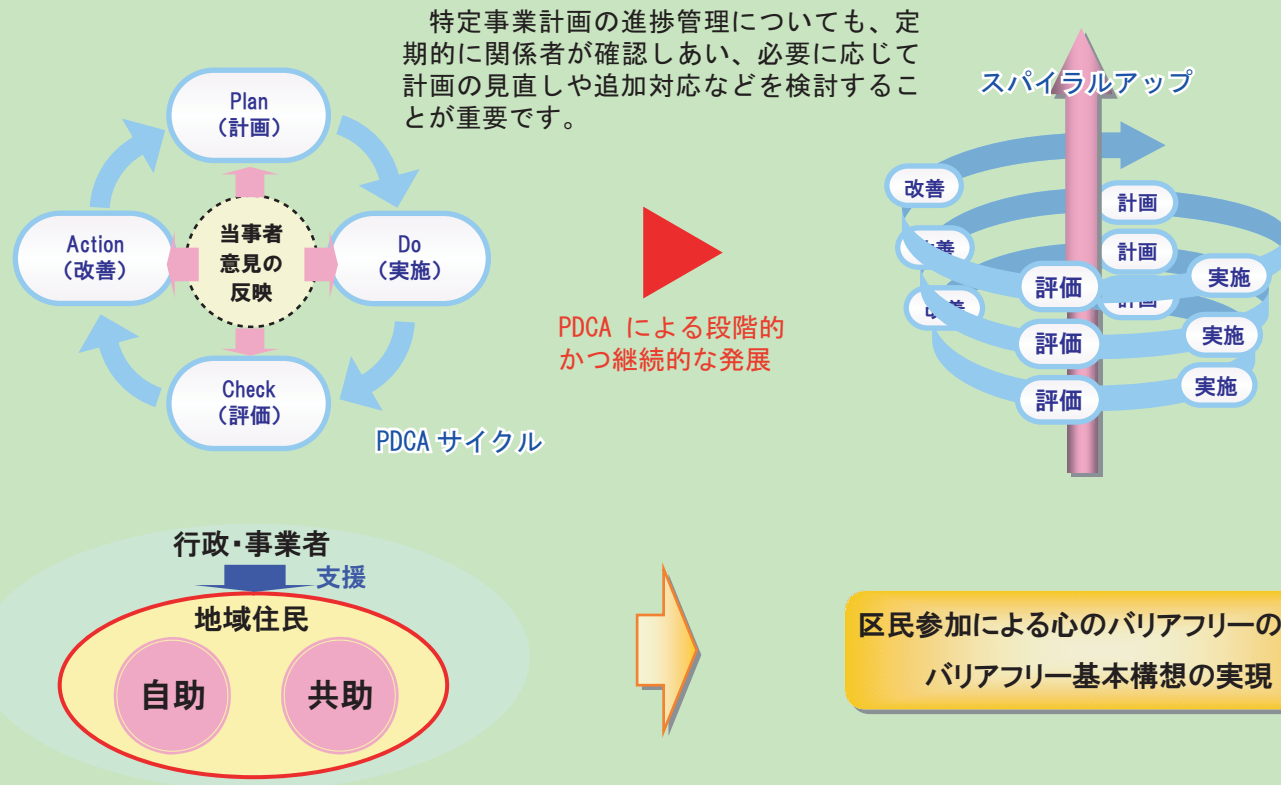 特定事業計画の進捗管理についても、定
期的に関係者が確認しあい、必要に応じて
計画の見直しや追加対応などを検討するこ
とが重要です。
Plan
（計画）
Action
（改善）
当事者
意見の
反映
Do
（実施）
Check
（評価）
PDCA サイクル
PDCA による段階的
かつ継続的な発展
スパイラルアップ
改善
計画
改善
計画
実施
評価
改善
計画
実施
評価
実施
評価
行政・事業者
支援
地域住民
自助
共助
区民参加による心のバリアフリーの
バリアフリー基本構想の実現